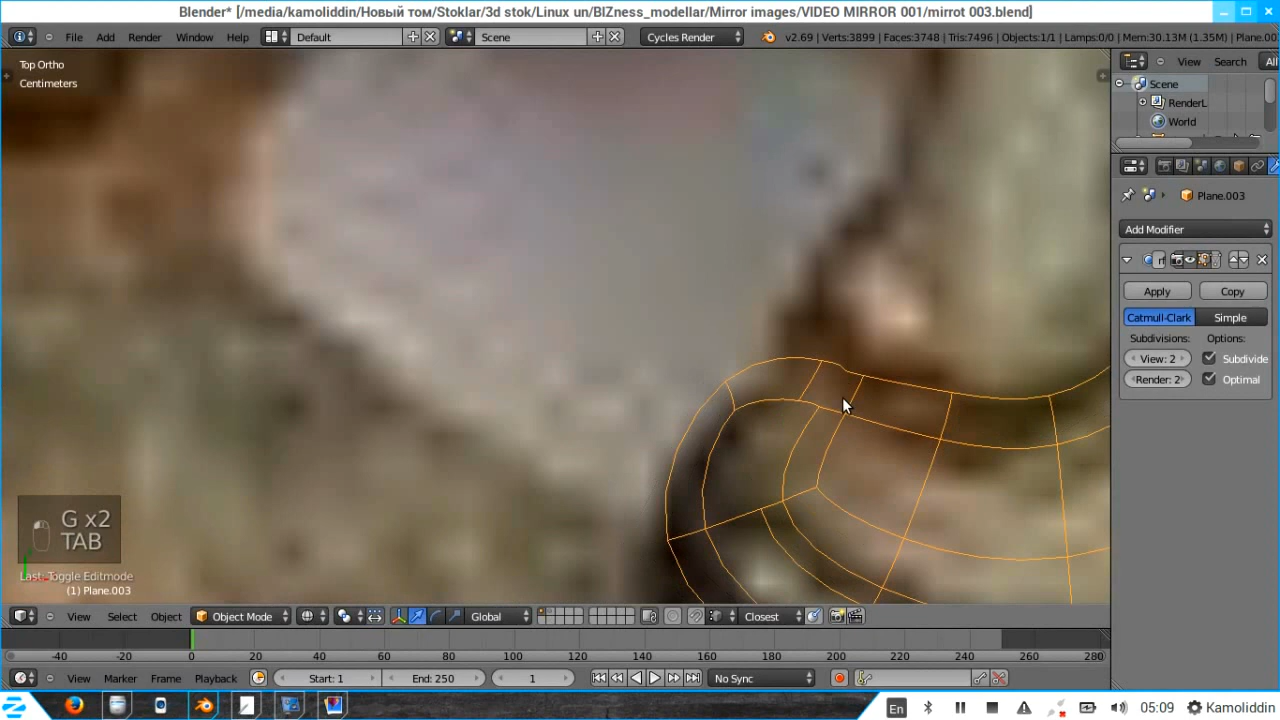 Blender* [/media/kamoliddin/Новый том/Stoklar/3d stok/Linux un/BIZness_modellar/Mirror images/VIDEO MIRROR 001/mirrot 003.blend]
File Add Render Window Help Default Scene Cycles Render v2.69 | Verts:3899 | Faces:3748 | Tris:7496 | Objects:1/1 | Lamps:0/0 | Mem:30.13M (1.35M) | Plane.003
Top Ortho
Centimeters
View Search All
Scene
RenderL
World
Plane.003
Add Modifier
Apply Copy
Catmull-Clark Simple
Subdivisions: Options:
View: 2 Subdivide
Render: 2 Optimal
G x2
TAB
Last: Toggle Editmode
(1) Plane.003
View Select Object Object Mode Global Closest
-40 -20 0 20 40 60 80 100 120 140 160 180 200 220 240 260 280
View Marker Frame Playback Start: 1 End: 250 1 No Sync
En 05:09 Kamoliddin